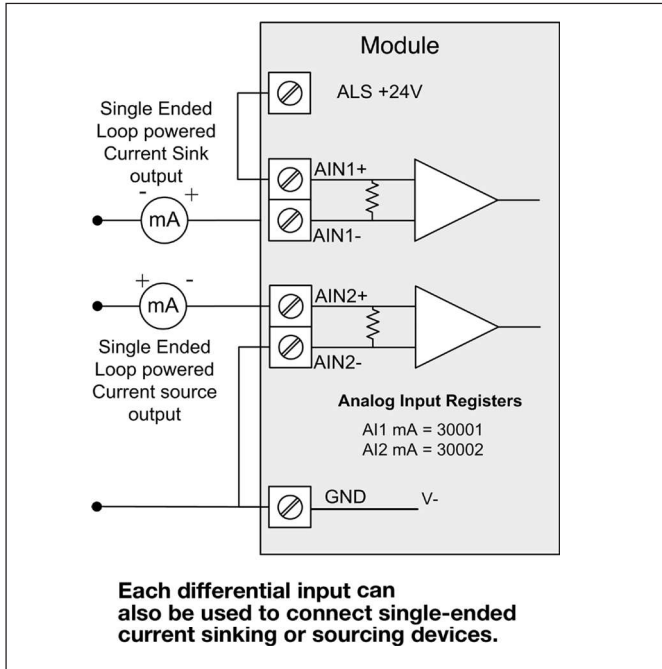 Module
ALS +24V
Single Ended
Loop powered
Current Sink
output
- +
mA
AIN1+
AIN1-
+ -
mA
AIN2+
AIN2-
Single Ended
Loop powered
Current source
output
Analog Input Registers
AI1 mA = 30001
AI2 mA = 30002
GND
V-
Each differential input can
also be used to connect single-ended
current sinking or sourcing devices.